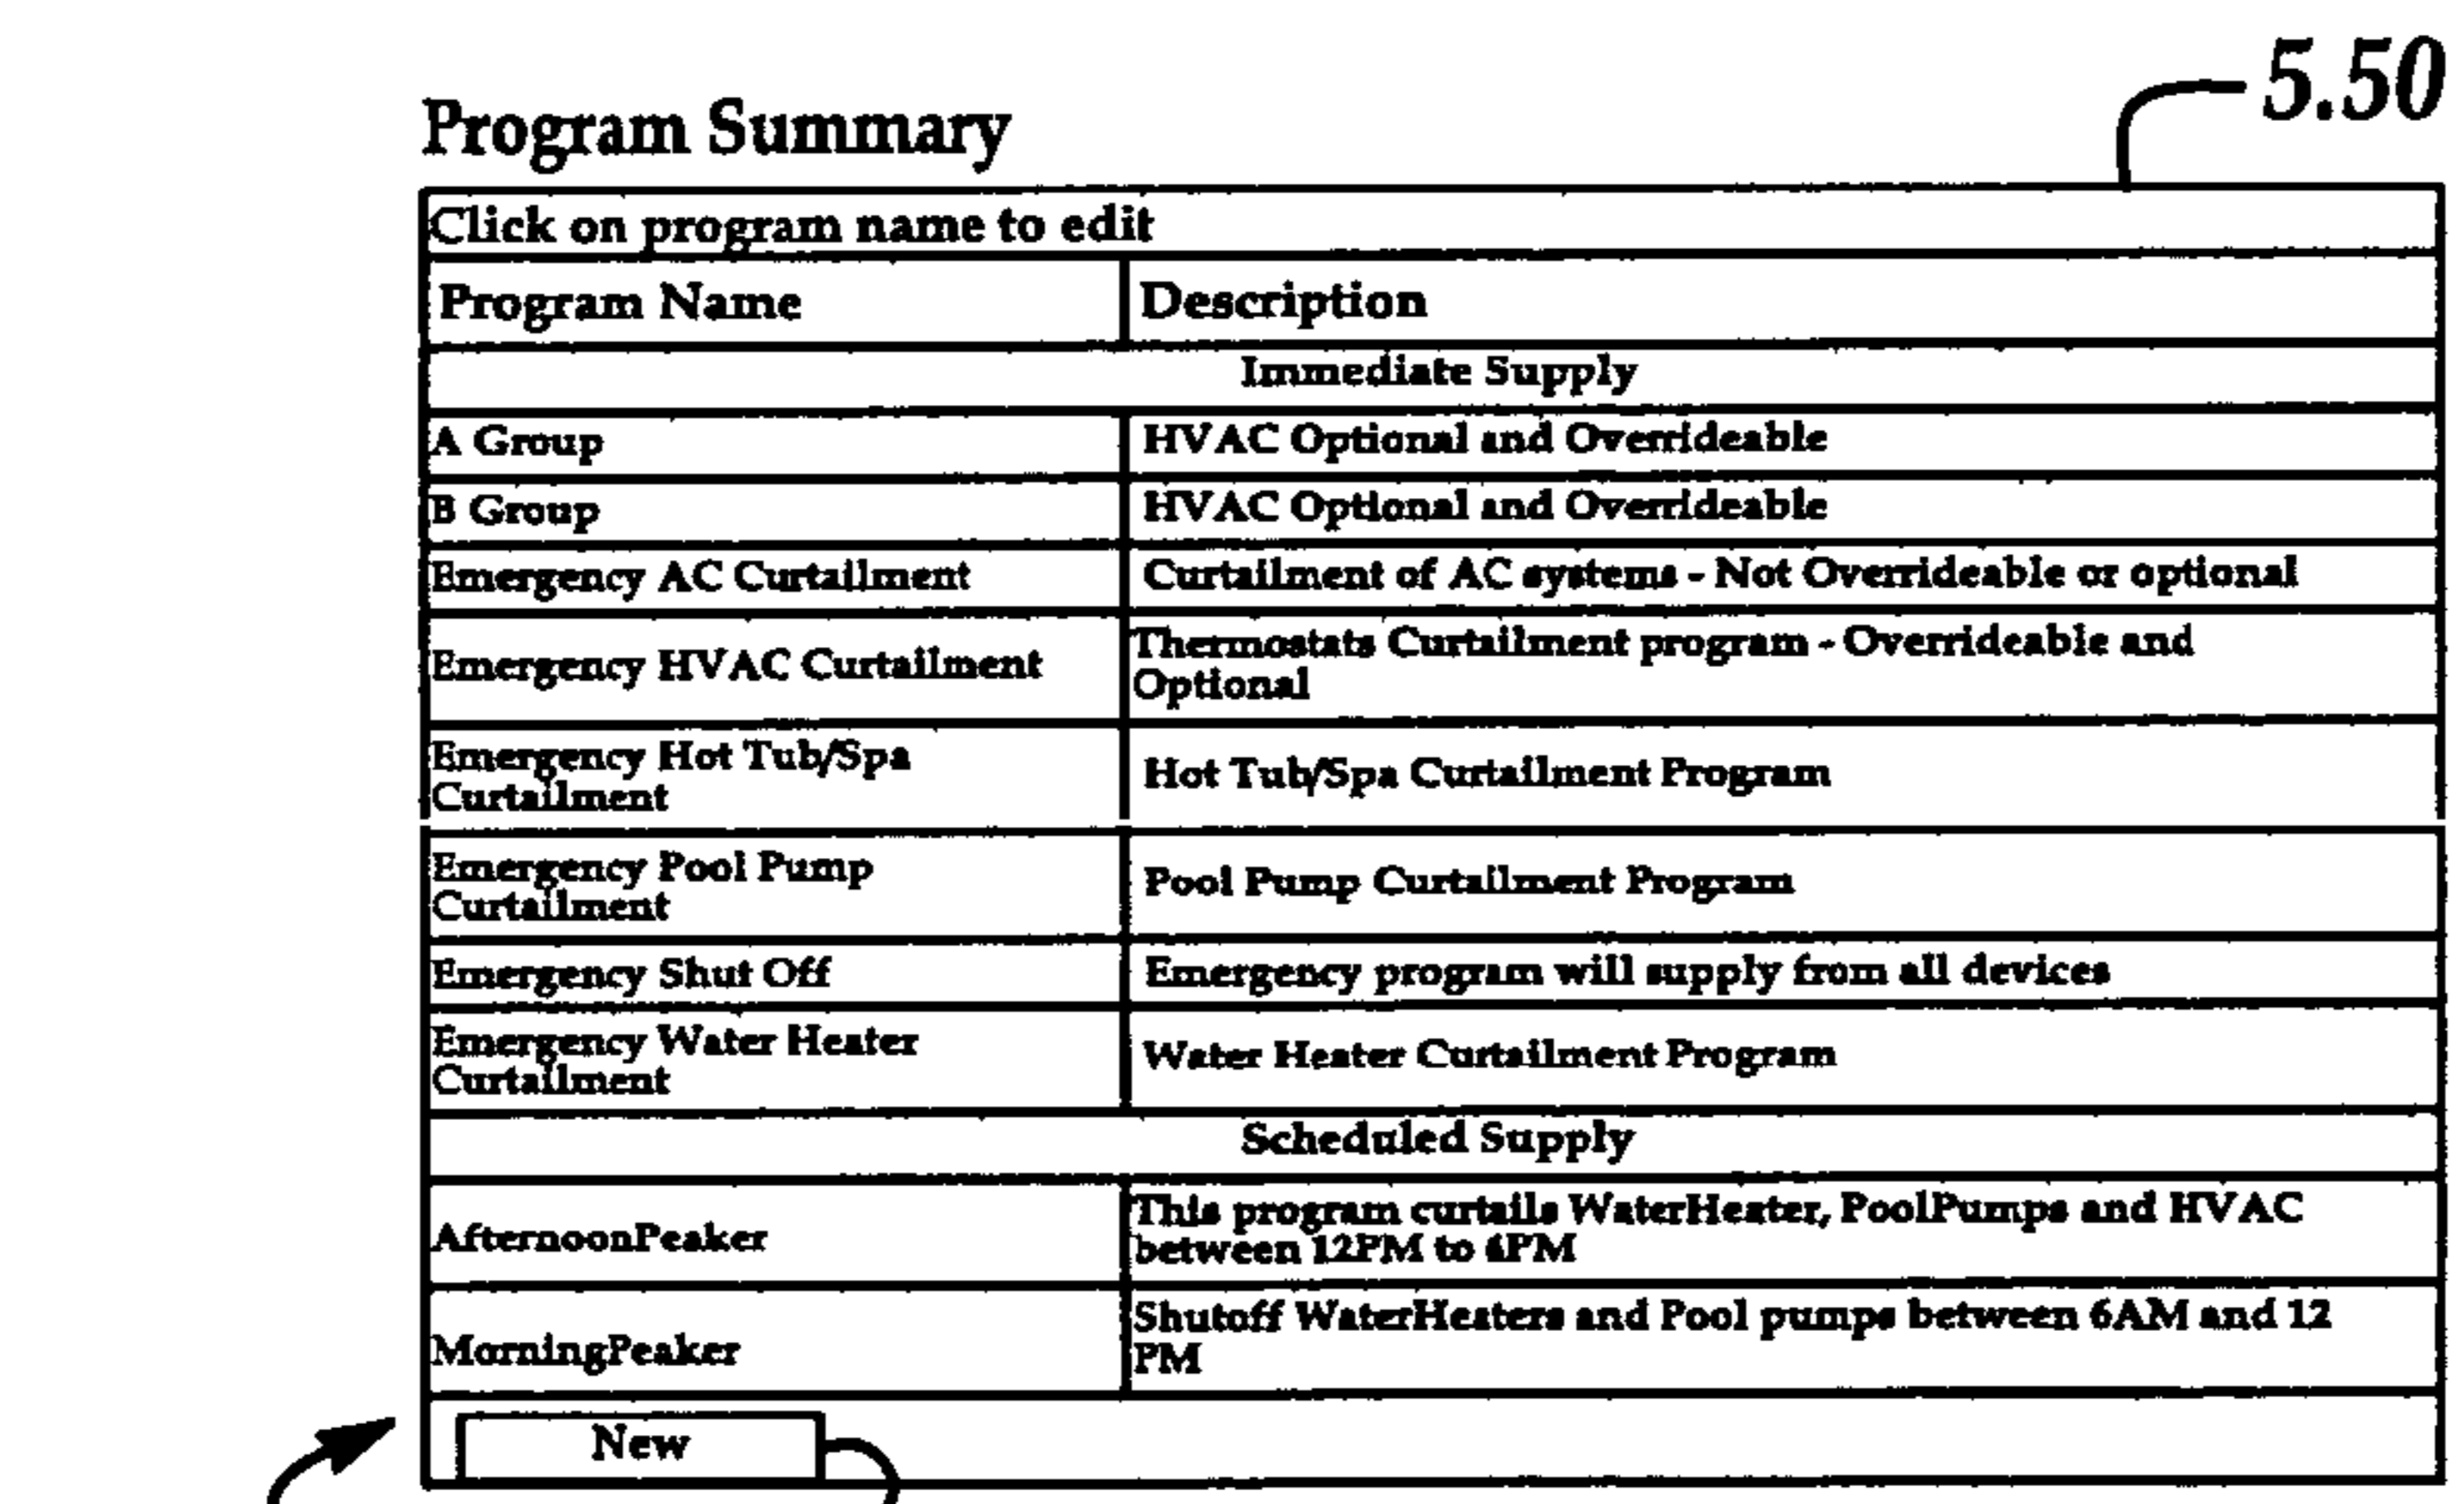 5.50
Program Summary
Click on program name to edit
Program Name Description
Immediate Supply
A Group HVAC Optional and Overrideable
B Group HVAC Optional and Overrideable
Emergency AC Curtailment Curtailment of AC systems - Not Overrideable or optional
Emergency HVAC Curtailment Thermostats Curtailment program - Overrideable and
Optional
Emergency Hot Tub/Spa
Curtailment
Hot Tub/Spa Curtailment Program
Emergency Pool Pump
Curtailment
Pool Pump Curtailment Program
Emergency Shut Off Emergency program will supply from all devices
Emergency Water Heater
Curtailment
Water Heater Curtailment Program
Scheduled Supply
AfternoonPeaker
This program curtails WaterHeater, PoolPumps and HVAC
between 12PM to 6PM
MorningPeaker
Shutoff WaterHeaters and Pool pumps between 6AM and 12
PM
New